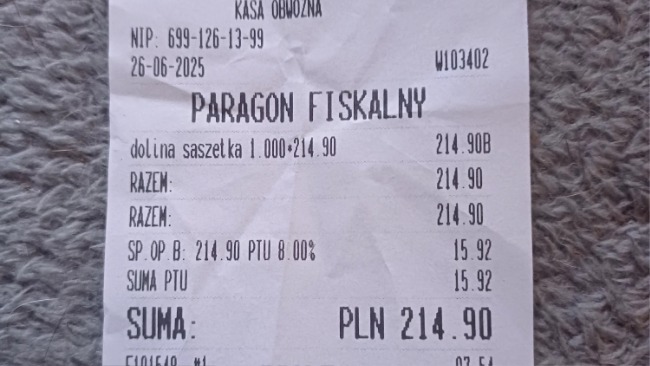 KASA OBWOŹNA
NIP: 699-126-13-99
26-06-2025 W103402
PARAGON FISKALNY
dolina saszetka 1.000*214.90 214.90B
RAZEM: 214.90
RAZEM: 214.90
SP.OP.B: 214.90 PTU 8.00% 15.92
SUMA PTU 15.92
SUMA: PLN 214.90